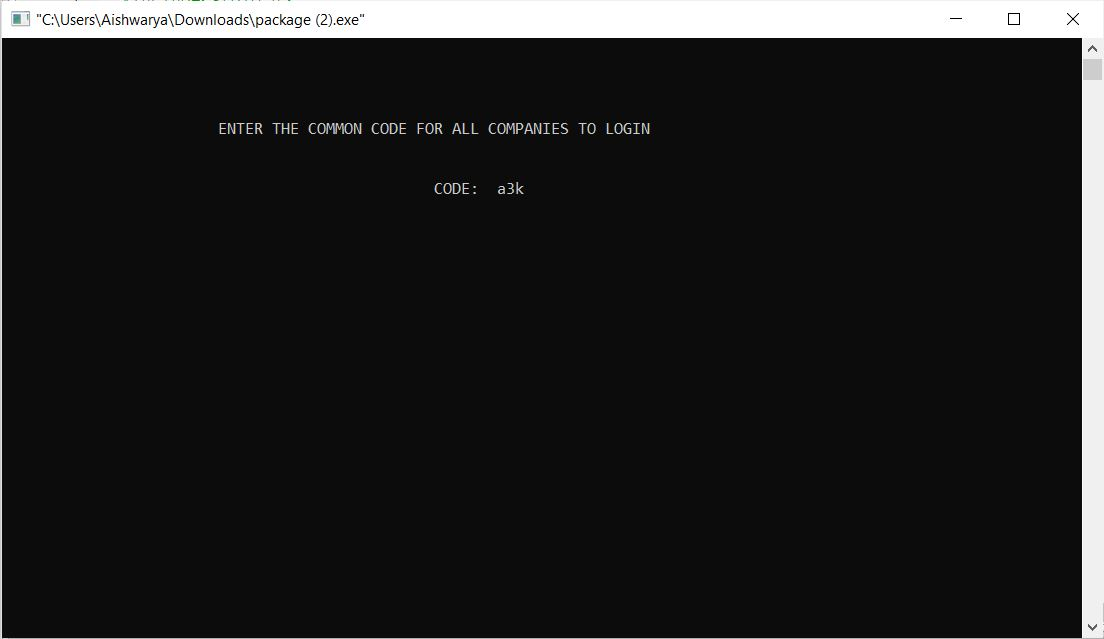 "C:\Users\Aishwarya\Downloads\package (2).exe"
ENTER THE COMMON CODE FOR ALL COMPANIES TO LOGIN
CODE:  a3k